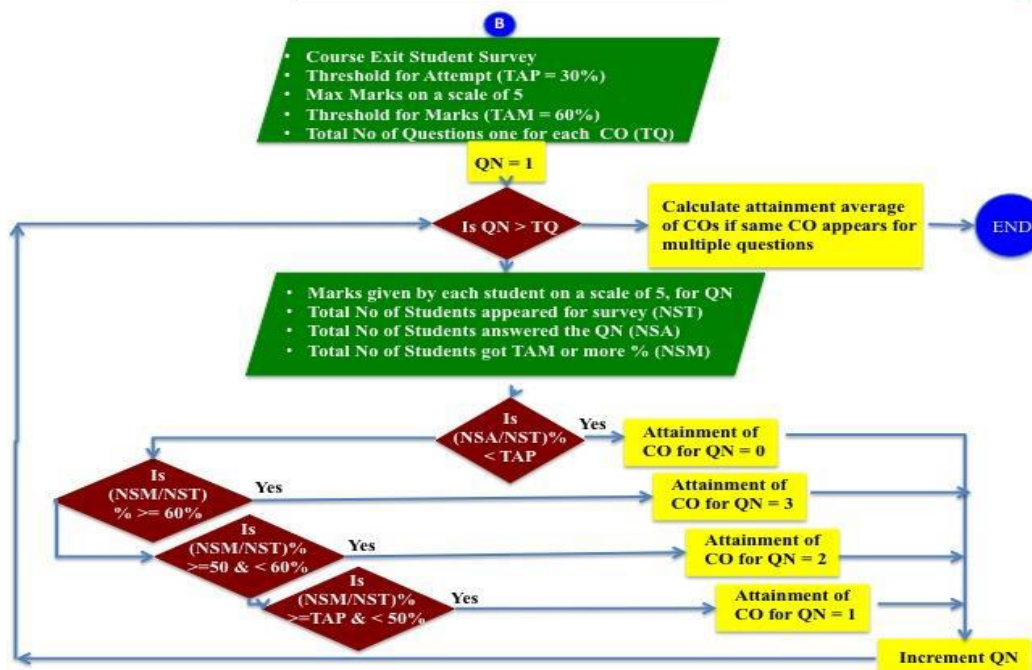 B
• Course Exit Student Survey
• Threshold for Attempt (TAP = 30%)
• Max Marks on a scale of 5
• Threshold for Marks (TAM = 60%)
• Total No of Questions one for each CO (TQ)
QN = 1
Is QN > TQ
Calculate attainment average
of COs if same CO appears for
multiple questions
END
• Marks given by each student on a scale of 5, for QN
• Total No of Students appeared for survey (NST)
• Total No of Students answered the QN (NSA)
• Total No of Students got TAM or more % (NSM)
Is
(NSA/NST)%
< TAP
Yes
Attainment of
CO for QN = 0
Is
(NSM/NST)
% >= 60%
Yes
Attainment of
CO for QN = 3
Is
(NSM/NST)%
>=50 & < 60%
Yes
Attainment of
CO for QN = 2
Is
(NSM/NST)%
>=TAP & < 50%
Yes
Attainment of
CO for QN = 1
Increment QN